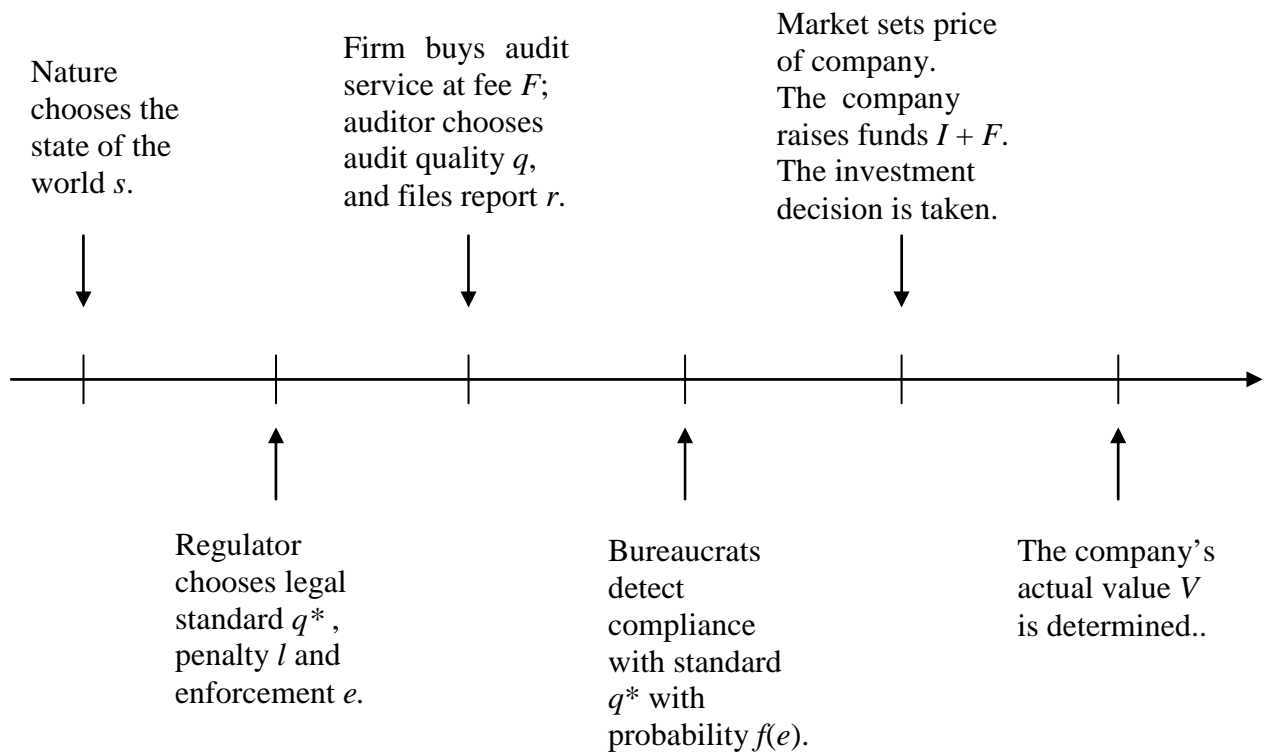 Nature
chooses the
state of the
world s.
Regulator
chooses legal
standard q* ,
penalty l and
enforcement e.
Firm buys audit
service at fee F;
auditor chooses
audit quality q,
and files report r.
Bureaucrats
detect
compliance
with standard
q* with
probability f(e).
Market sets price
of company.
The company
raises funds I + F.
The investment
decision is taken.
The company’s
actual value V
is determined..